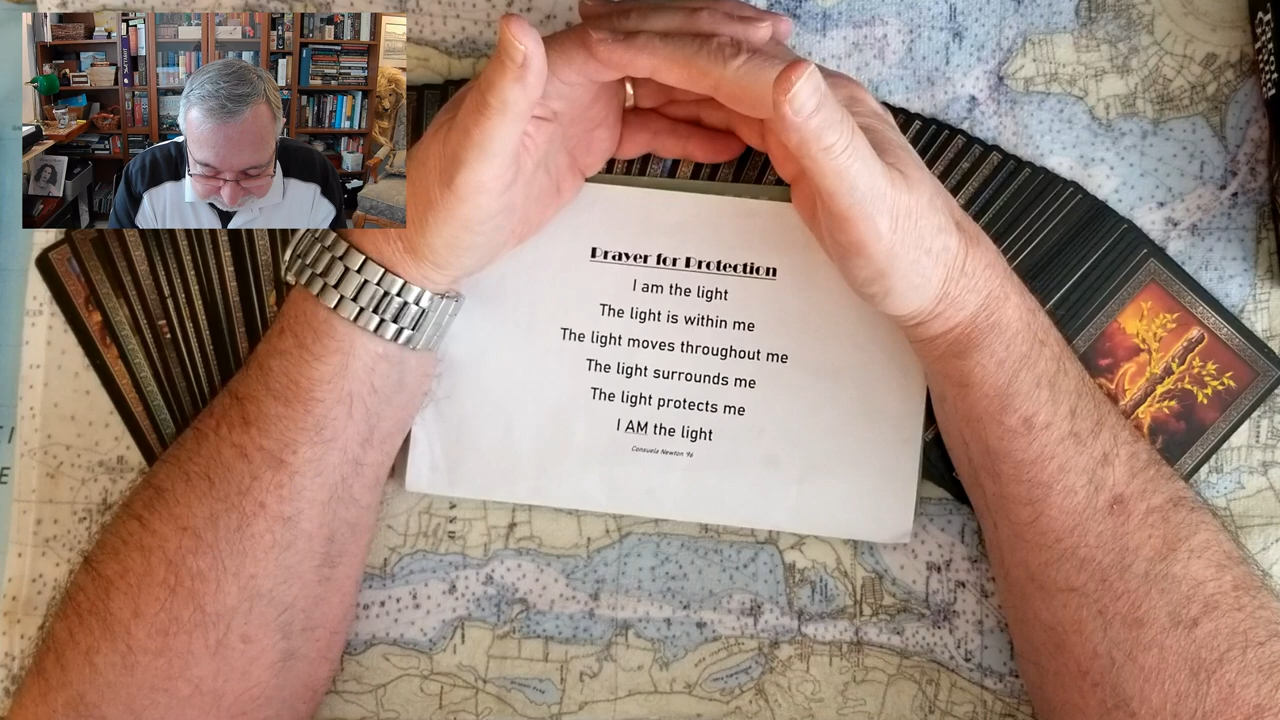 Prayer for Protection
I am the light
The light is within me
The light moves throughout me
The light surrounds me
The light protects me
I AM the light
Consuela Newton '96